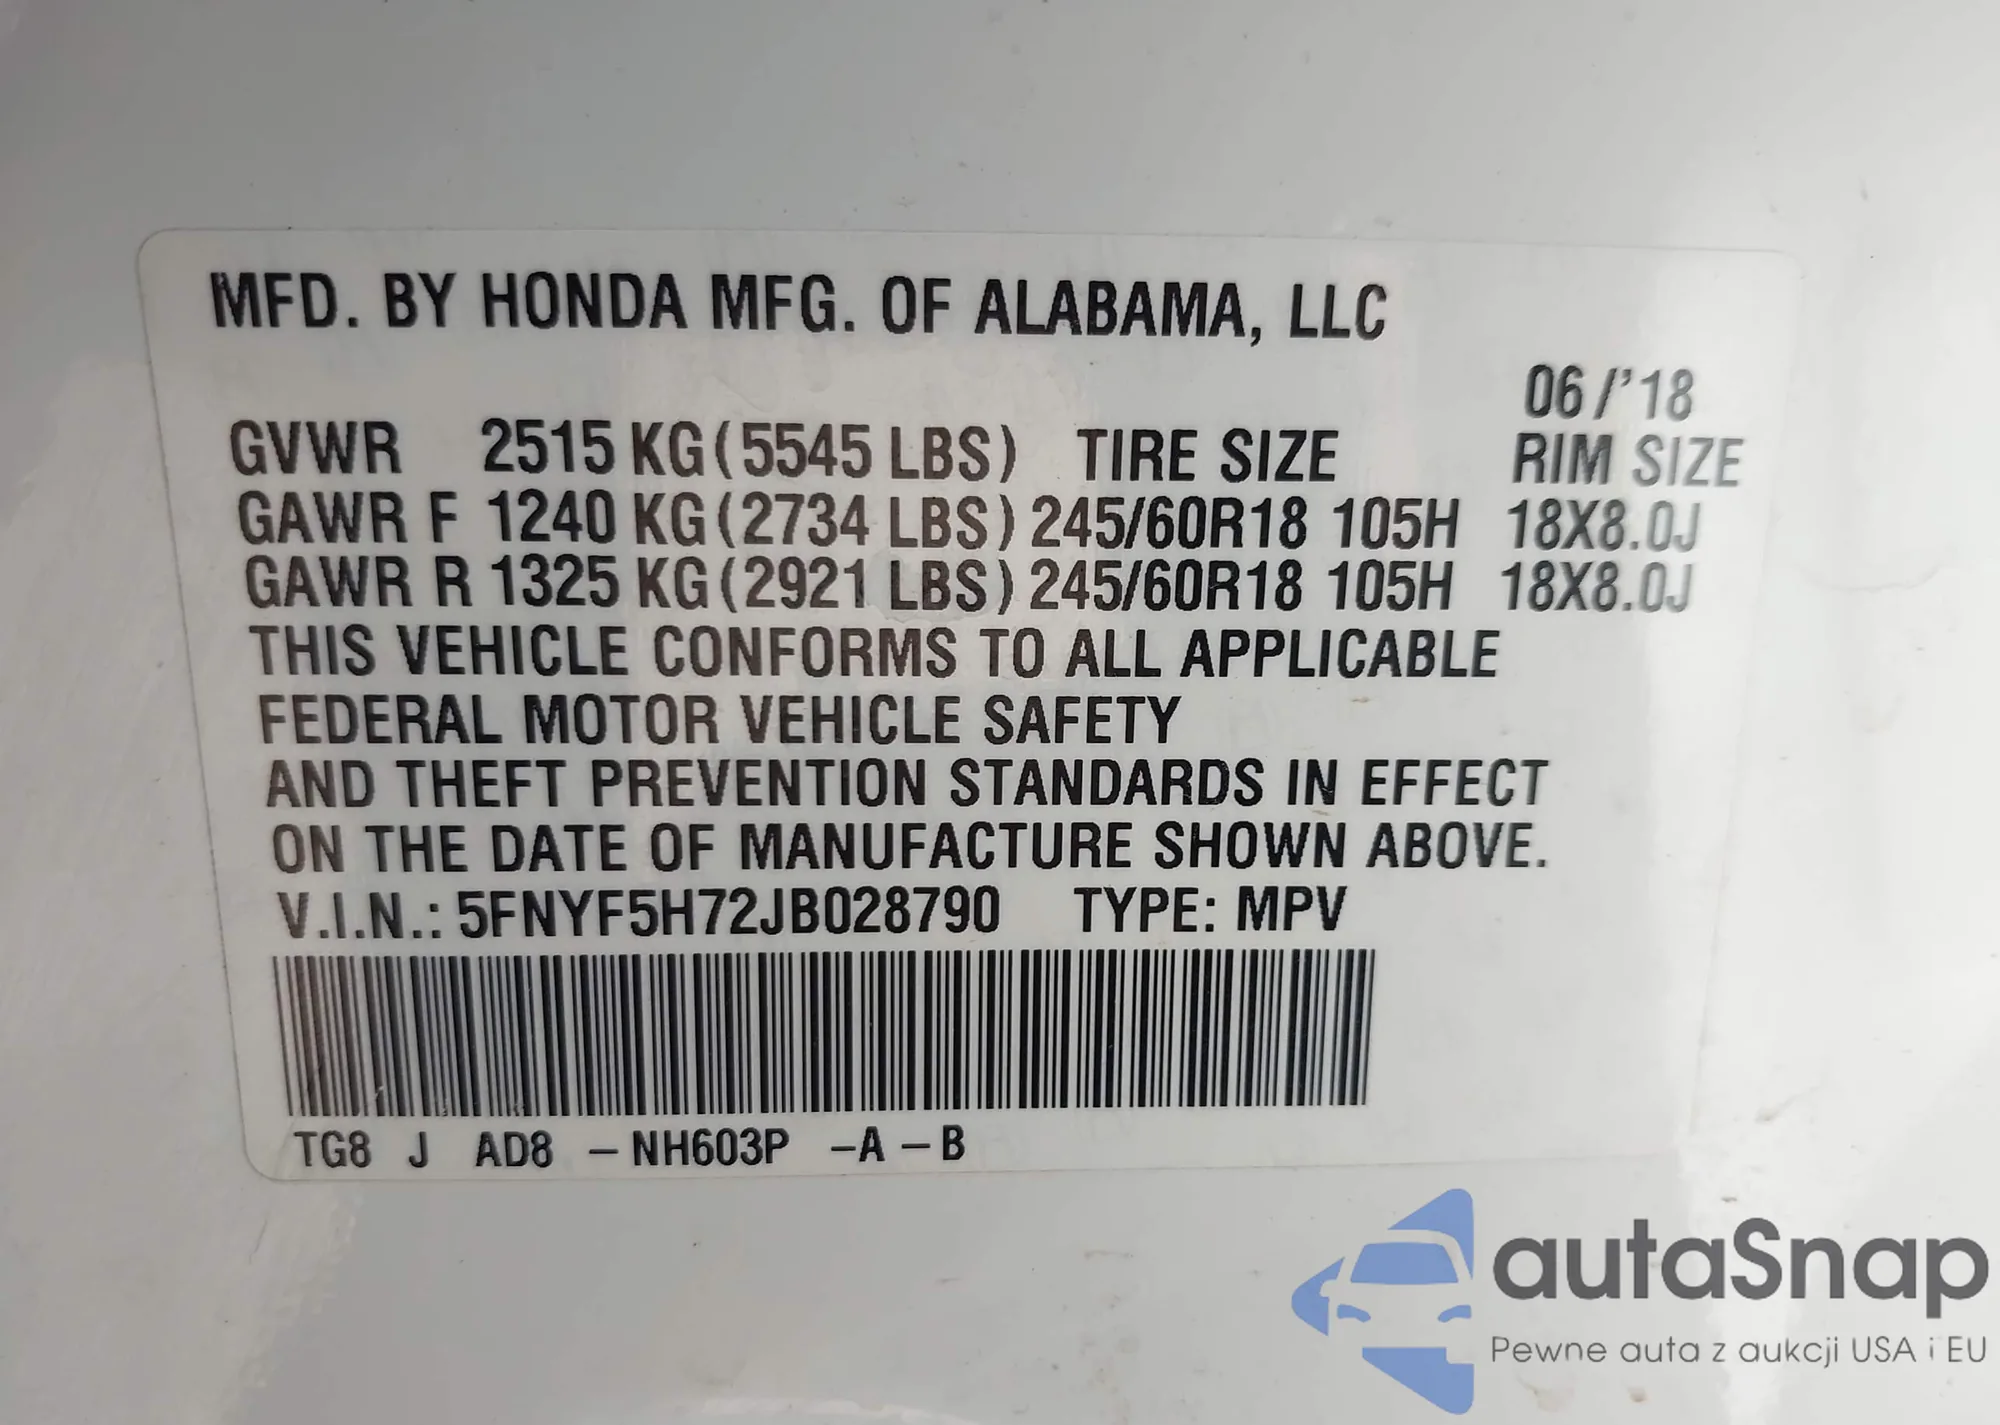 MFD. BY HONDA MFG. OF ALABAMA, LLC
06/'18
GVWR 2515 KG (5545 LBS) TIRE SIZE RIM SIZE
GAWR F 1240 KG (2734 LBS) 245/60R18 105H 18X8.0J
GAWR R 1325 KG (2921 LBS) 245/60R18 105H 18X8.0J
THIS VEHICLE CONFORMS TO ALL APPLICABLE
FEDERAL MOTOR VEHICLE SAFETY
AND THEFT PREVENTION STANDARDS IN EFFECT
ON THE DATE OF MANUFACTURE SHOWN ABOVE.
V.I.N.: 5FNYF5H72JB028790 TYPE: MPV
TG8 J AD8 – NH603P –A – B
autaSnap
Pewne auta z aukcji USA i EU